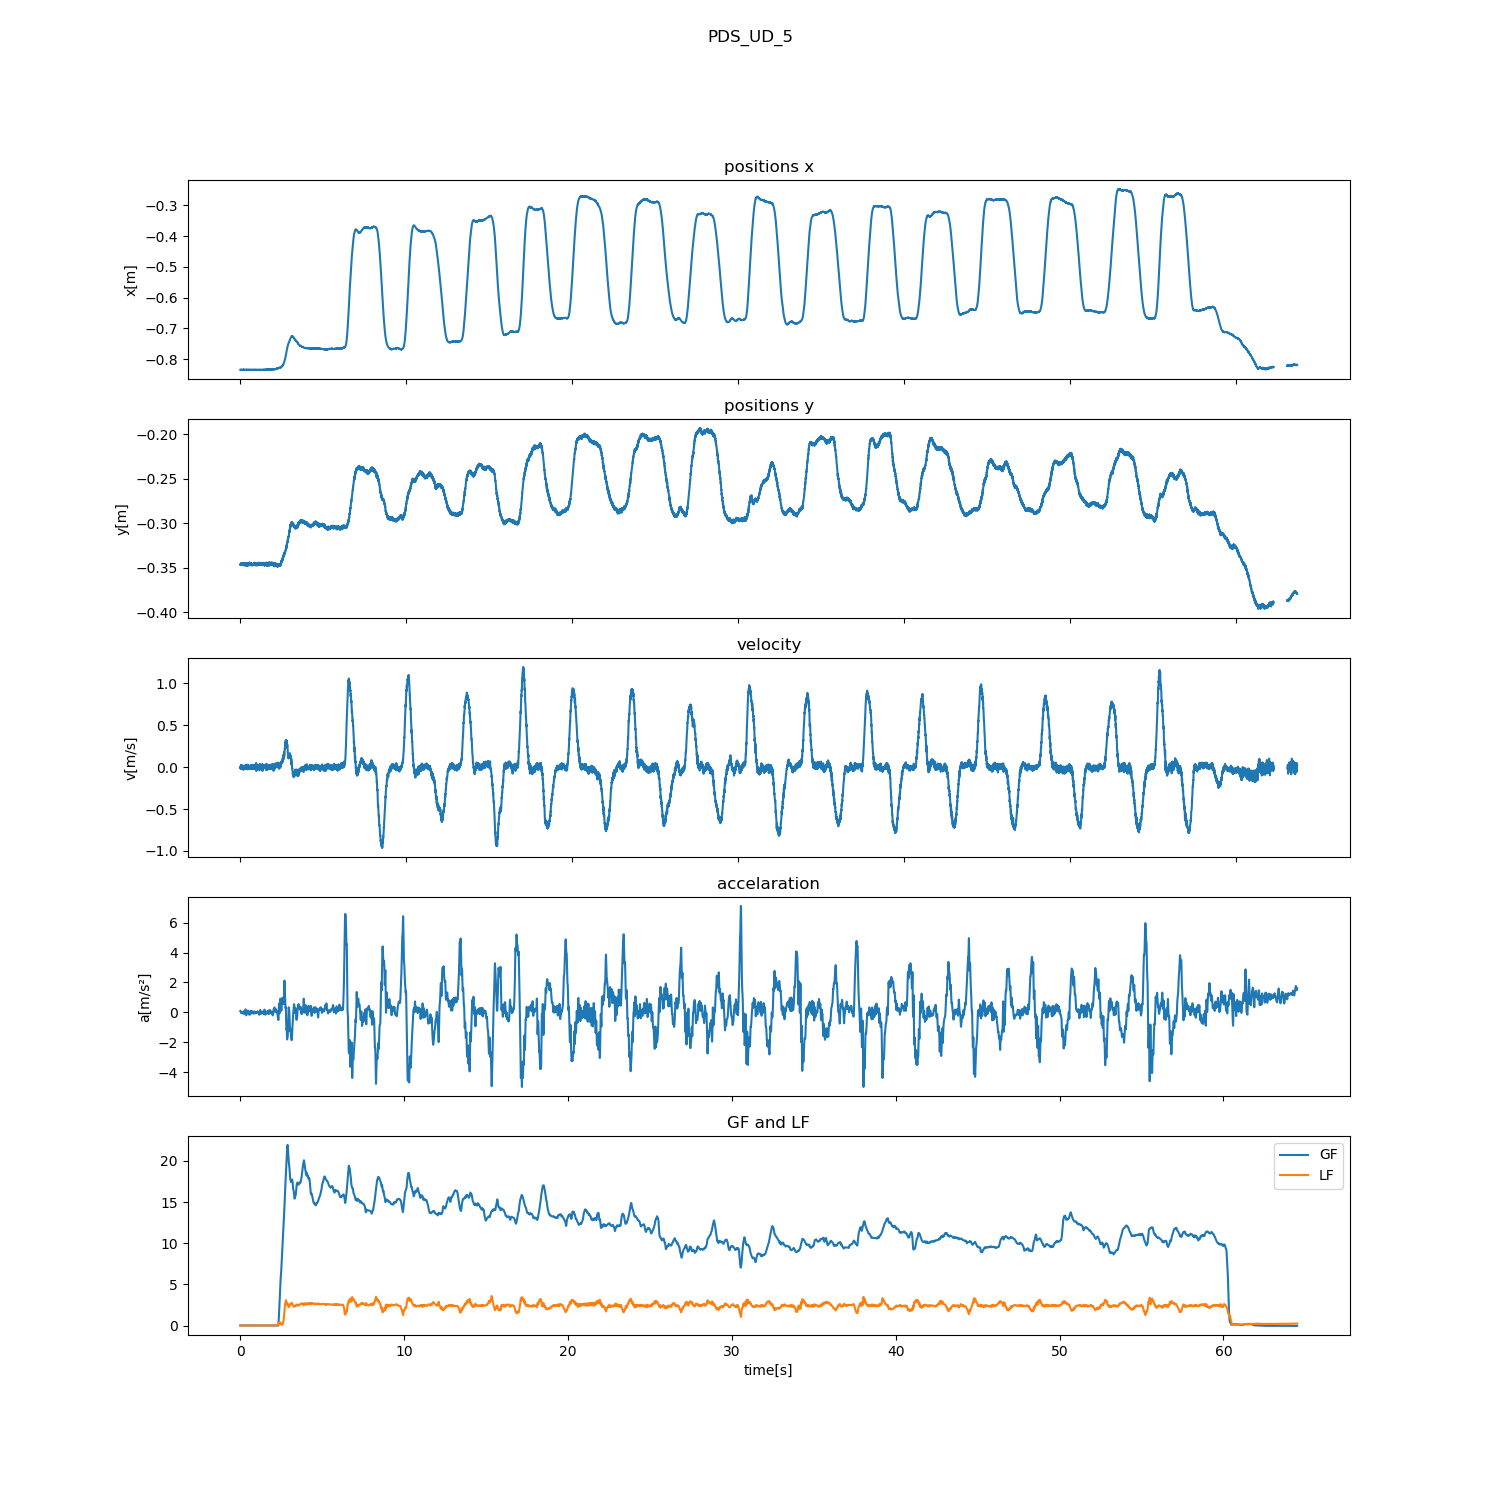 PDS_UD_5
positions x
x[m]
−0.3
−0.4
−0.5
−0.6
−0.7
−0.8
positions y
y[m]
−0.20
−0.25
−0.30
−0.35
−0.40
velocity
v[m/s]
1.0
0.5
0.0
−0.5
−1.0
accelaration
a[m/s²]
6
4
2
0
−2
−4
GF and LF
20
15
10
5
0
GF
LF
0 10 20 30 40 50 60
time[s]